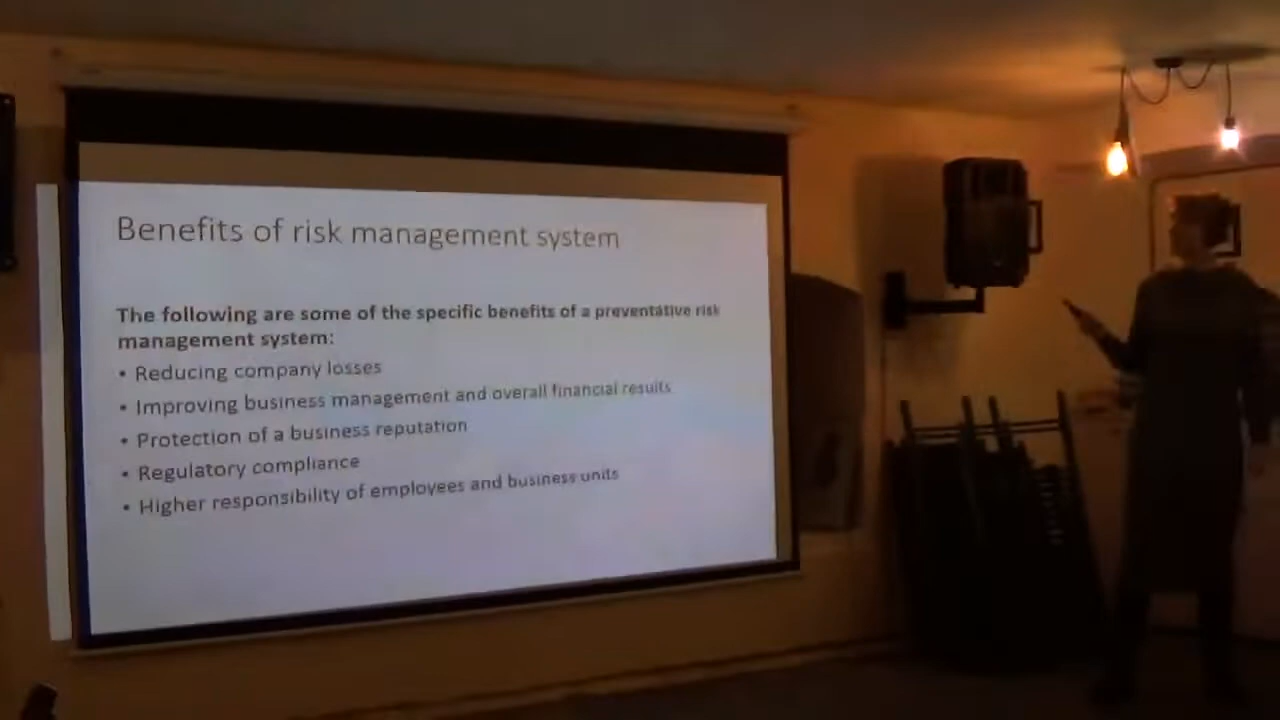 Benefits of risk management system
The following are some of the specific benefits of a preventative risk
management system:
• Reducing company losses
• Improving business management and overall financial results
• Protection of a business reputation
• Regulatory compliance
• Higher responsibility of employees and business units